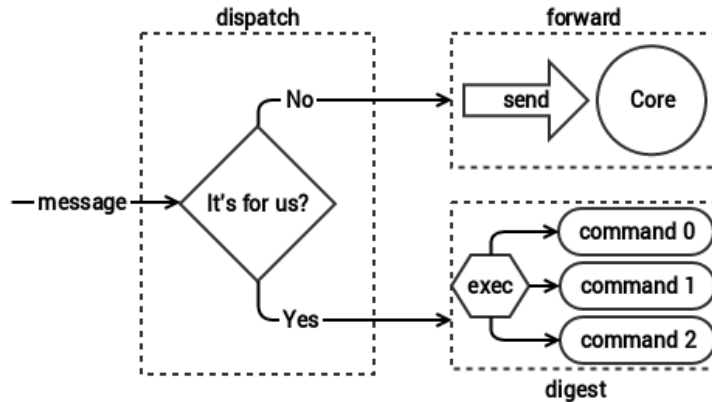 dispatch
forward
No
send
Core
message
It's for us?
command 0
exec
command 1
Yes
command 2
digest